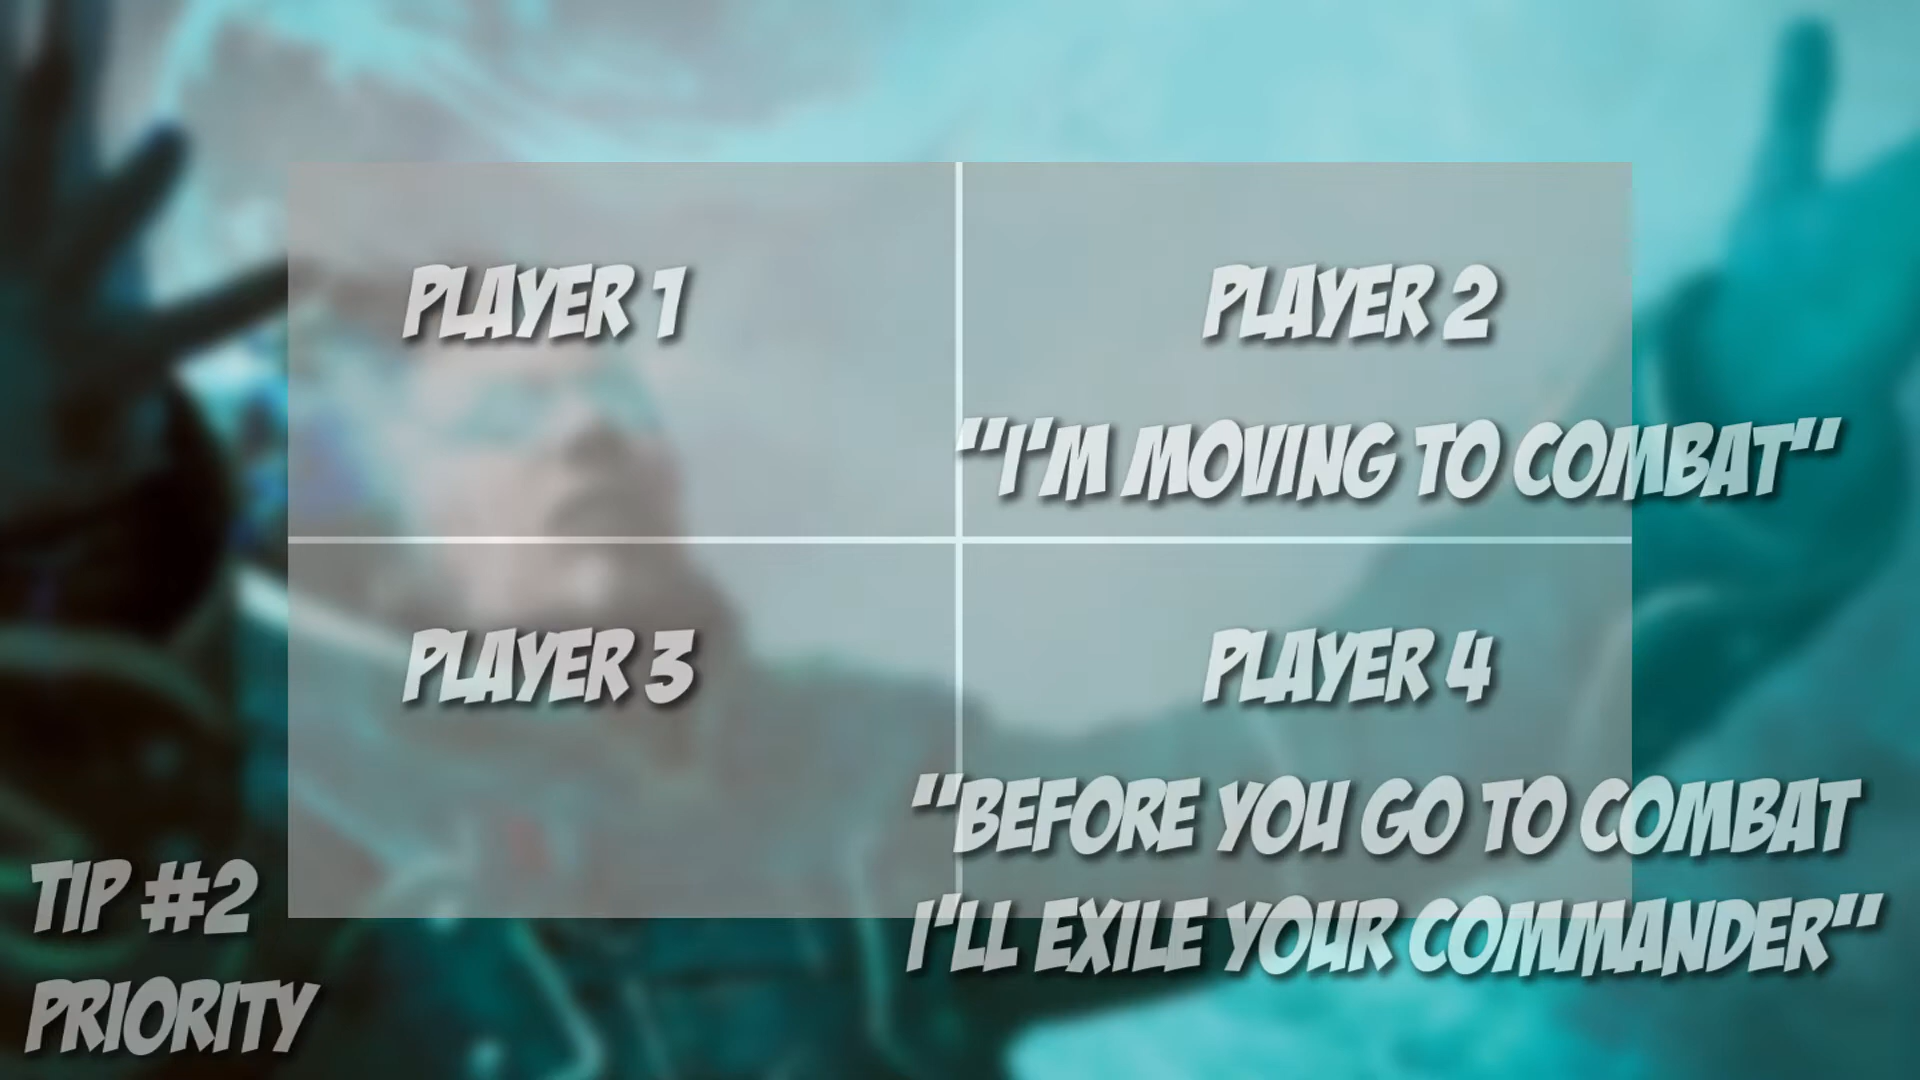 PLAYER 1
PLAYER 2
"I'M MOVING TO COMBAT"
PLAYER 3
PLAYER 4
"BEFORE YOU GO TO COMBAT
I'LL EXILE YOUR COMMANDER"
TIP #2
PRIORITY